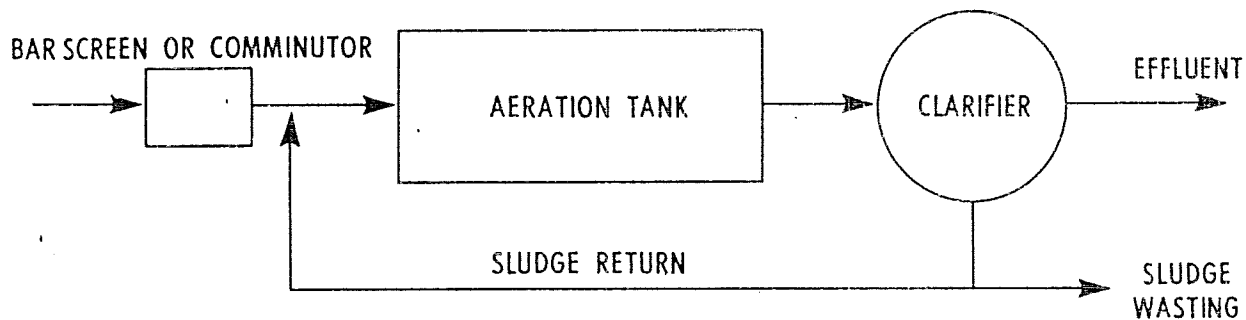 BAR SCREEN OR COMMINUTOR
AERATION TANK
CLARIFIER
EFFLUENT
SLUDGE RETURN
SLUDGE
WASTING